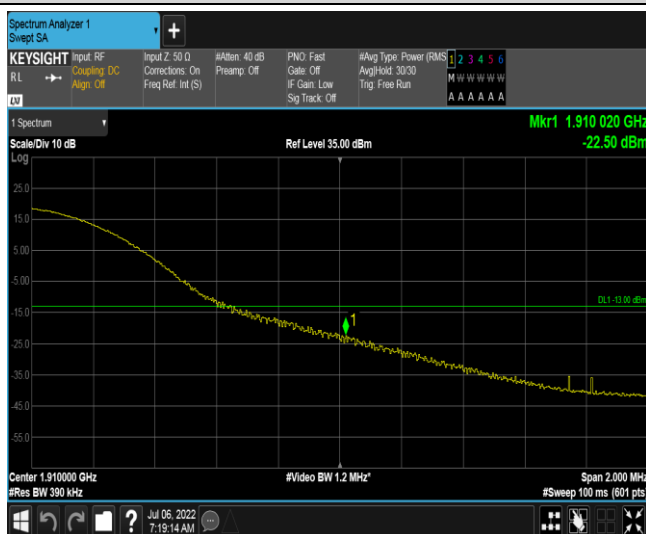 Spectrum Analyzer 1
Swept SA
+
KEYSIGHT
Input: RF
Input Z: 50 Ω
#Atten: 40 dB
PNO: Fast
#Avg Type: Power (RMS
1 2 3 4 5 6
RL
Coupling: DC
Corrections: On
Preamp: Off
Gate: Off
Avg|Hold: 30/30
M W W W W W
Align: Off
Freq Ref: Int (S)
IF Gain: Low
Trig: Free Run
LXI
Sig Track: Off
A A A A A A
1 Spectrum
Mkr1 1.910 020 GHz
Scale/Div 10 dB
Ref Level 35.00 dBm
-22.50 dBm
Log
25.0
15.0
5.00
-5.00
DL1 -13.00 dBm
-15.0
1
-25.0
-35.0
-45.0
-55.0
Center 1.910000 GHz
#Video BW 1.2 MHz*
Span 2.000 MHz
#Res BW 390 kHz
#Sweep 100 ms (601 pts)
?
Jul 06, 2022
7:19:14 AM